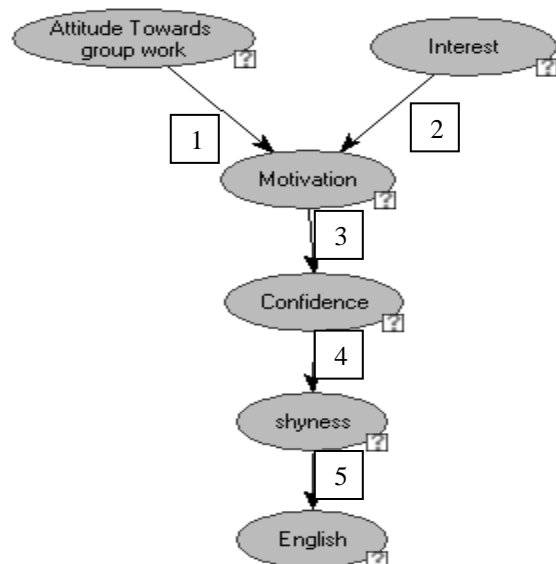 Attitude Towards
group work
?
Interest
?
1
2
Motivation
?
3
Confidence
?
4
shyness
?
5
English
?